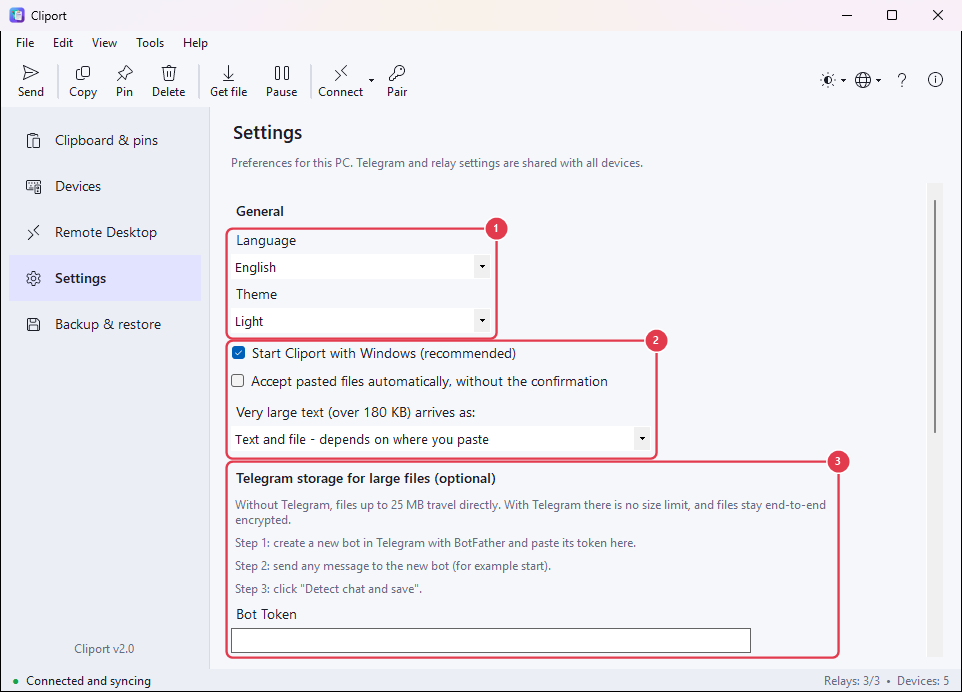 Cliport
File Edit View Tools Help
Send Copy Pin Delete Get file Pause Connect Pair
Clipboard & pins
Devices
Remote Desktop
Settings
Backup & restore
Cliport v2.0
Settings
Preferences for this PC. Telegram and relay settings are shared with all devices.
General
1
Language
English
Theme
Light
2
Start Cliport with Windows (recommended)
Accept pasted files automatically, without the confirmation
Very large text (over 180 KB) arrives as:
Text and file - depends on where you paste
3
Telegram storage for large files (optional)
Without Telegram, files up to 25 MB travel directly. With Telegram there is no size limit, and files stay end-to-end
encrypted.
Step 1: create a new bot in Telegram with BotFather and paste its token here.
Step 2: send any message to the new bot (for example start).
Step 3: click "Detect chat and save".
Bot Token
Connected and syncing
Relays: 3/3 • Devices: 5